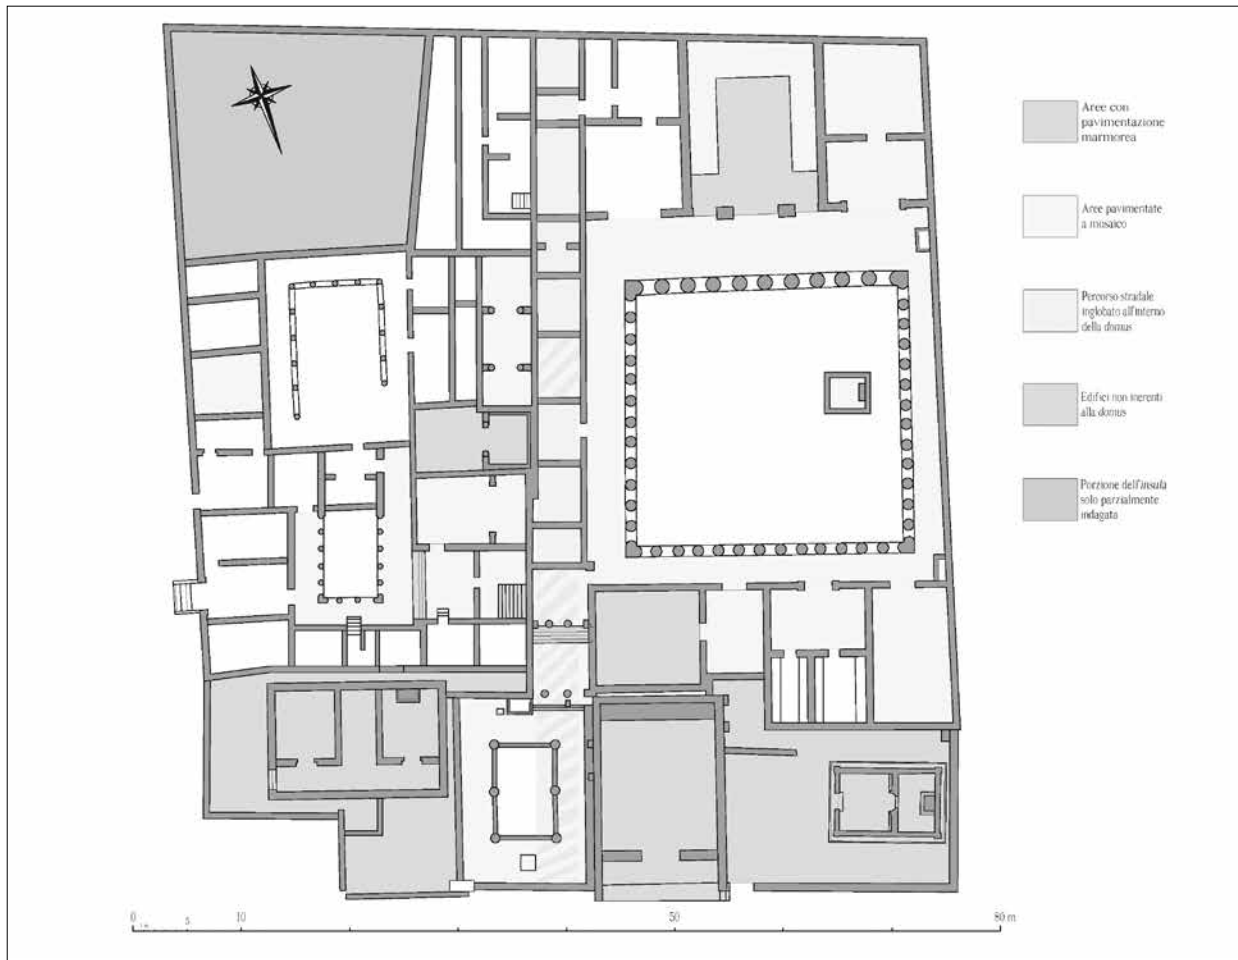 Aree con
pavimentazione
marmorea
Aree pavimentate
a mosaico
Percorso stradale
inglobato all'interno
della domus
Edifici non inerenti
alla domus
Porzione dell'insula
solo parzialmente
indagata
0 5 10 50 80 m